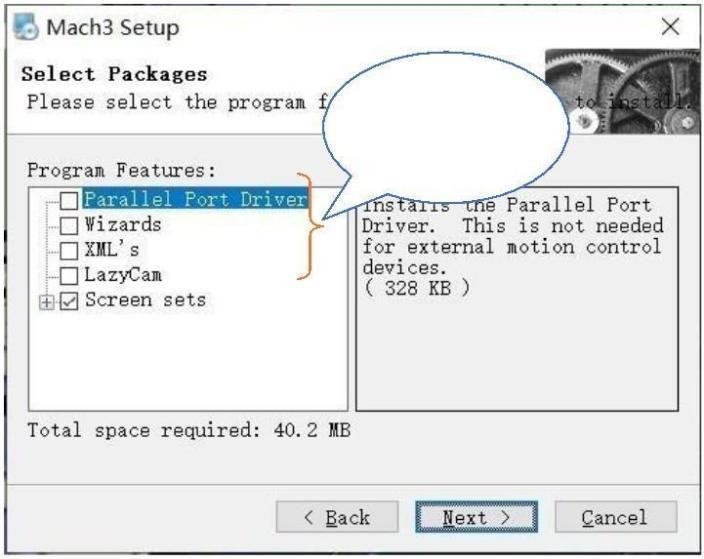 Mach3 Setup
Select Packages
Please select the program f
to install.
Program Features:
Parallel Port Driver
Wizards
XML's
LazyCam
Screen sets
Installs the Parallel Port
Driver. This is not needed
for external motion control
devices.
( 328 KB )
Total space required: 40.2 MB
< Back
Next >
Cancel